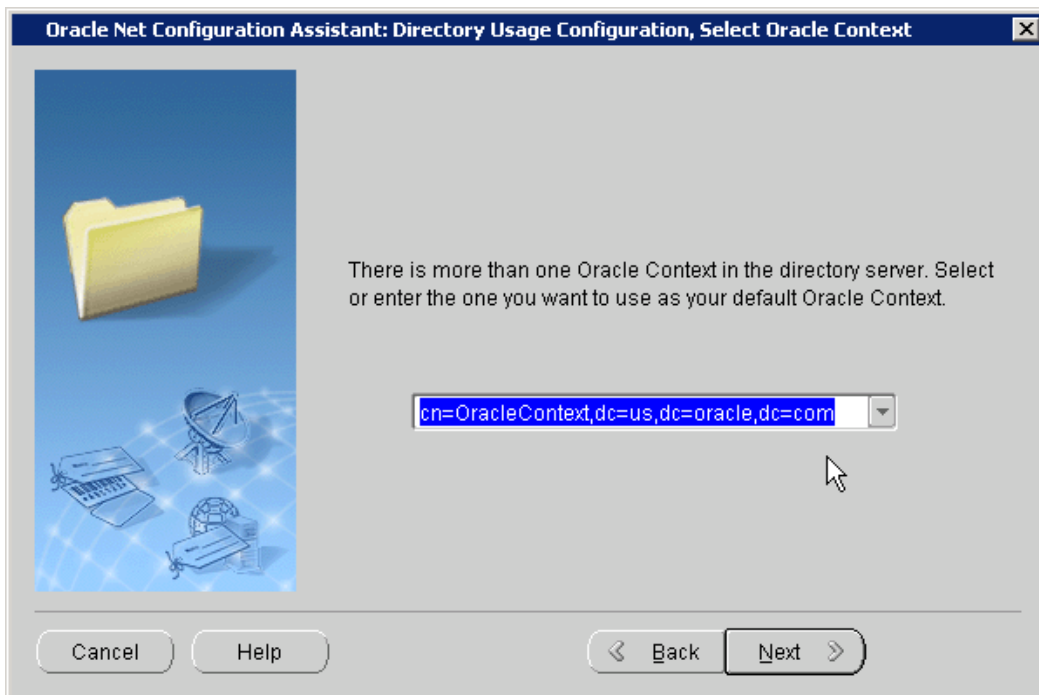 Oracle Net Configuration Assistant: Directory Usage Configuration, Select Oracle Context
There is more than one Oracle Context in the directory server. Select
or enter the one you want to use as your default Oracle Context.
cn=OracleContext,dc=us,dc=oracle,dc=com
Cancel Help Back Next